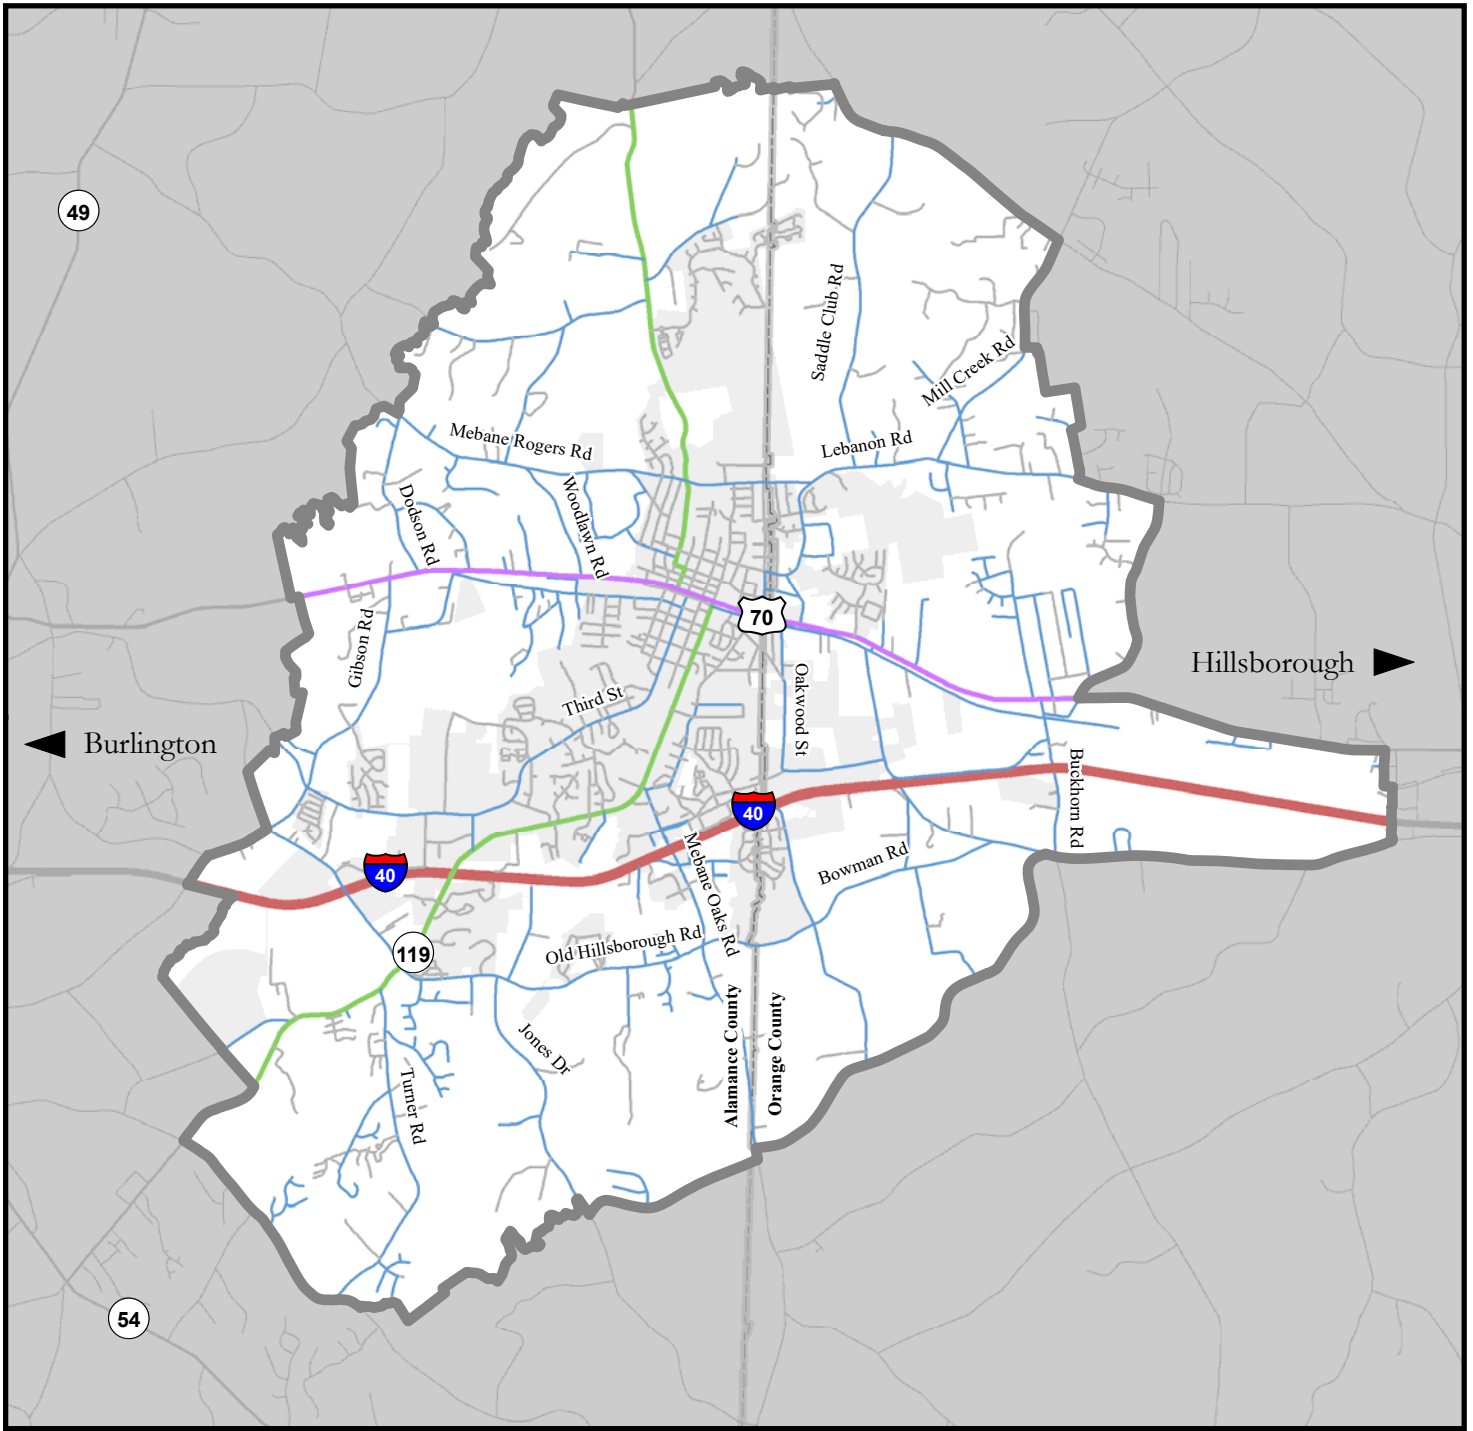 49
Saddle Club Rd
Mill Creek Rd
Mebane Rogers Rd
Lebanon Rd
Dodson Rd
Woodlawn Rd
70
Gibson Rd
Hillsborough
Third St
Oakwood St
Burlington
Buckhorn Rd
40
40
Mebane Oaks Rd
Bowman Rd
119
Old Hillsborough Rd
Alamance County
Orange County
Jones Dr
Turner Rd
54